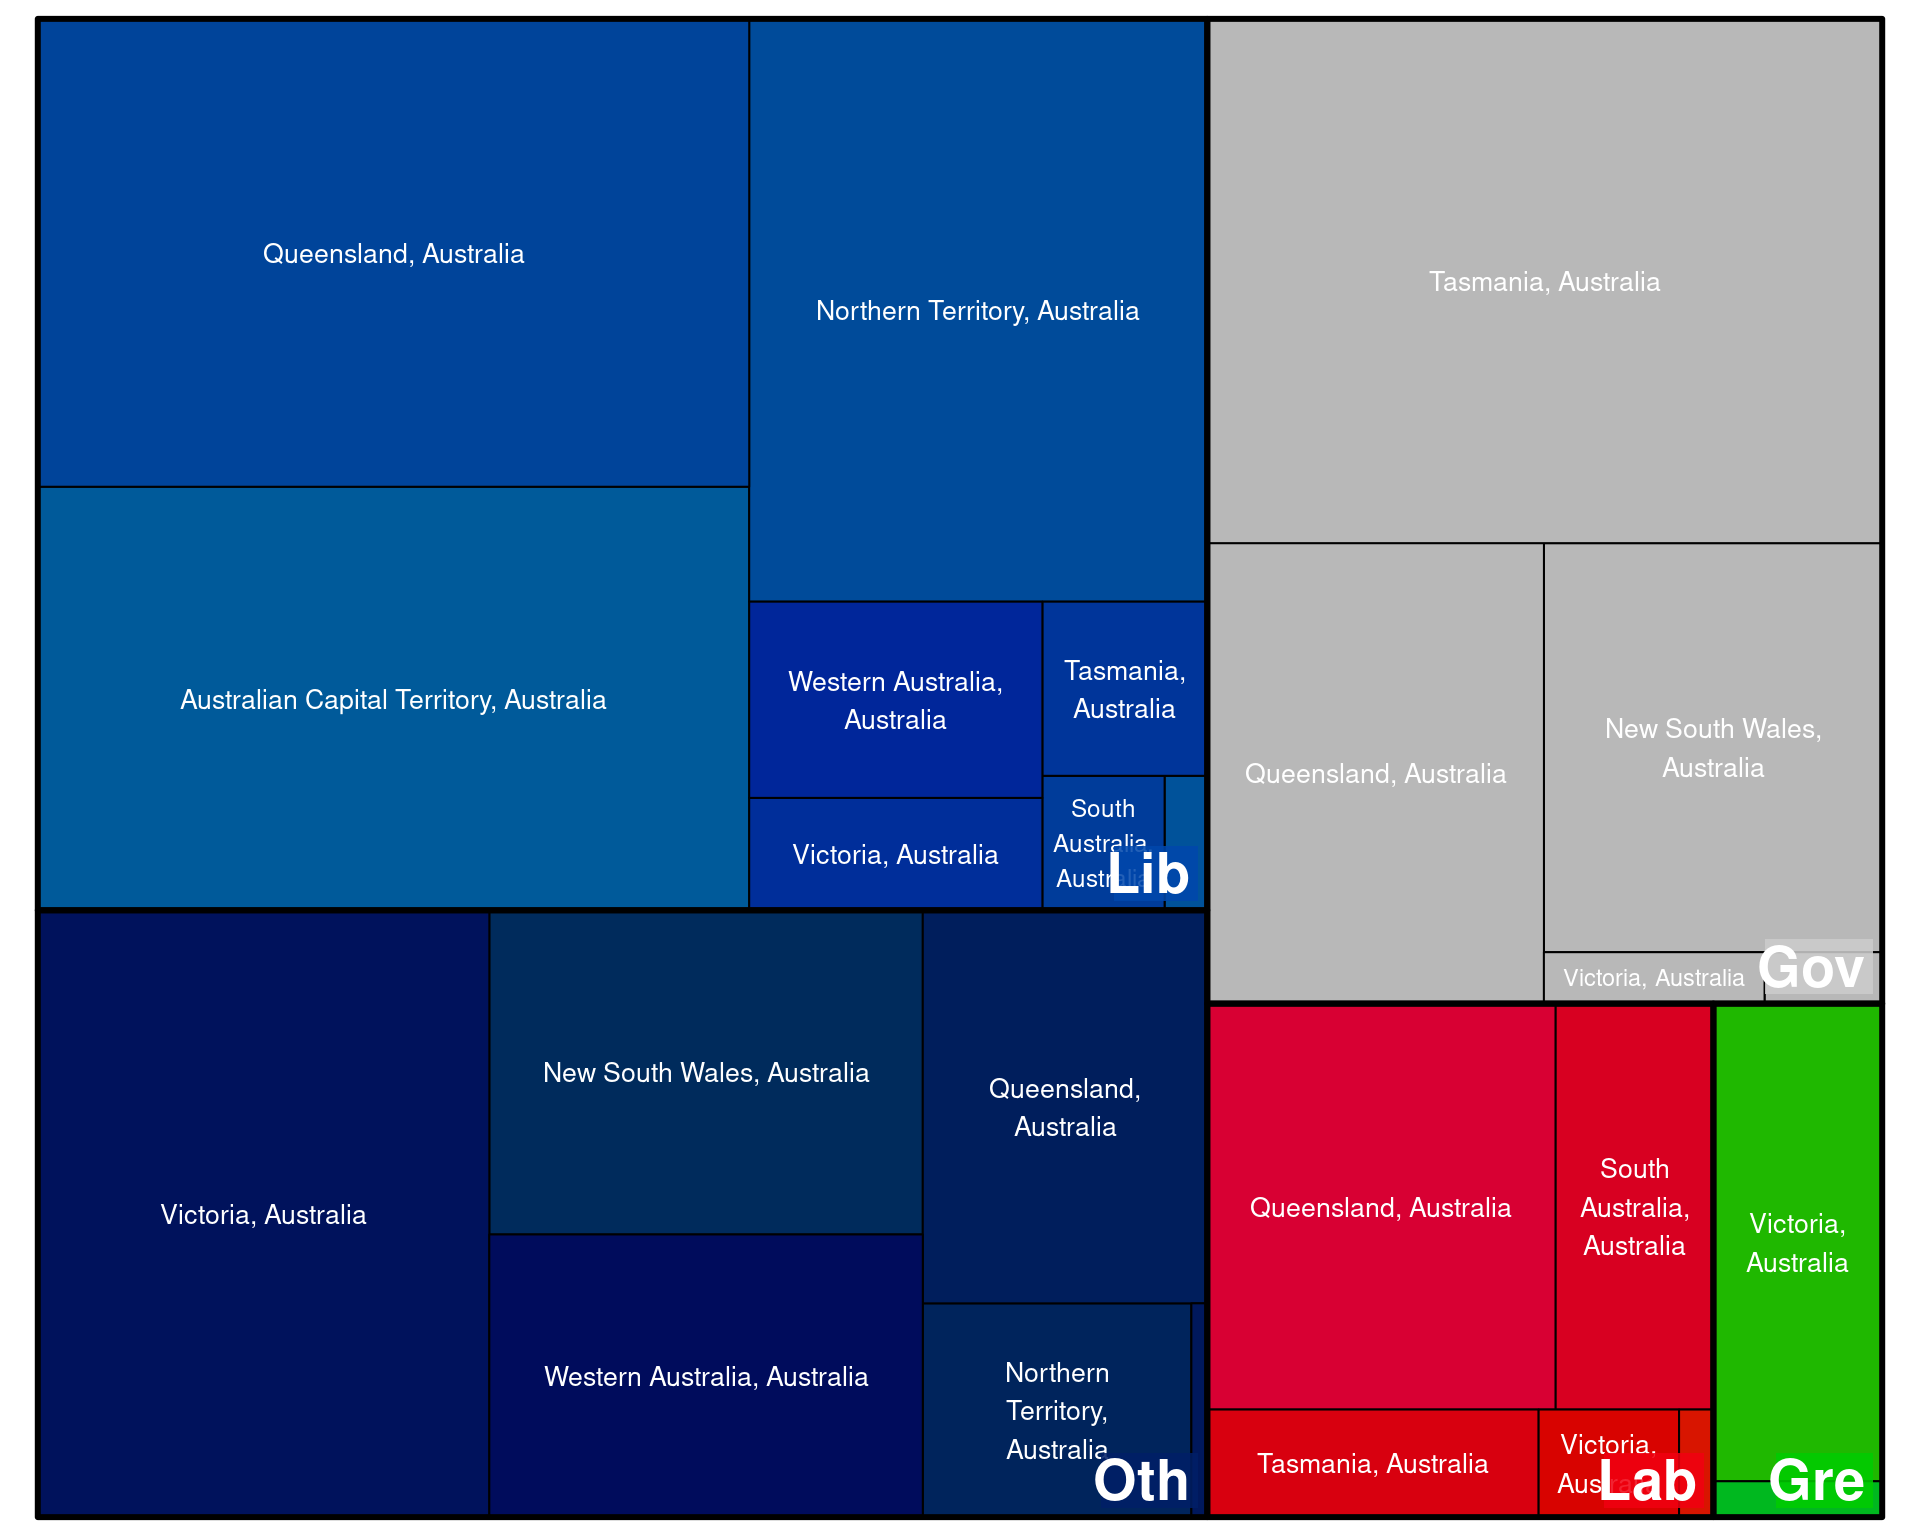 Queensland, Australia
Northern Territory, Australia
Australian Capital Territory, Australia
Western Australia,
Australia
Tasmania,
Australia
Victoria, Australia
South
Australia,
Australia
Lib
Tasmania, Australia
Queensland, Australia
New South Wales,
Australia
Victoria, Australia
Gov
Victoria, Australia
New South Wales, Australia
Queensland,
Australia
Western Australia, Australia
Northern
Territory,
Australia
Oth
Queensland, Australia
South
Australia,
Australia
Tasmania, Australia
Victoria,
Lab
Victoria,
Australia
Gre